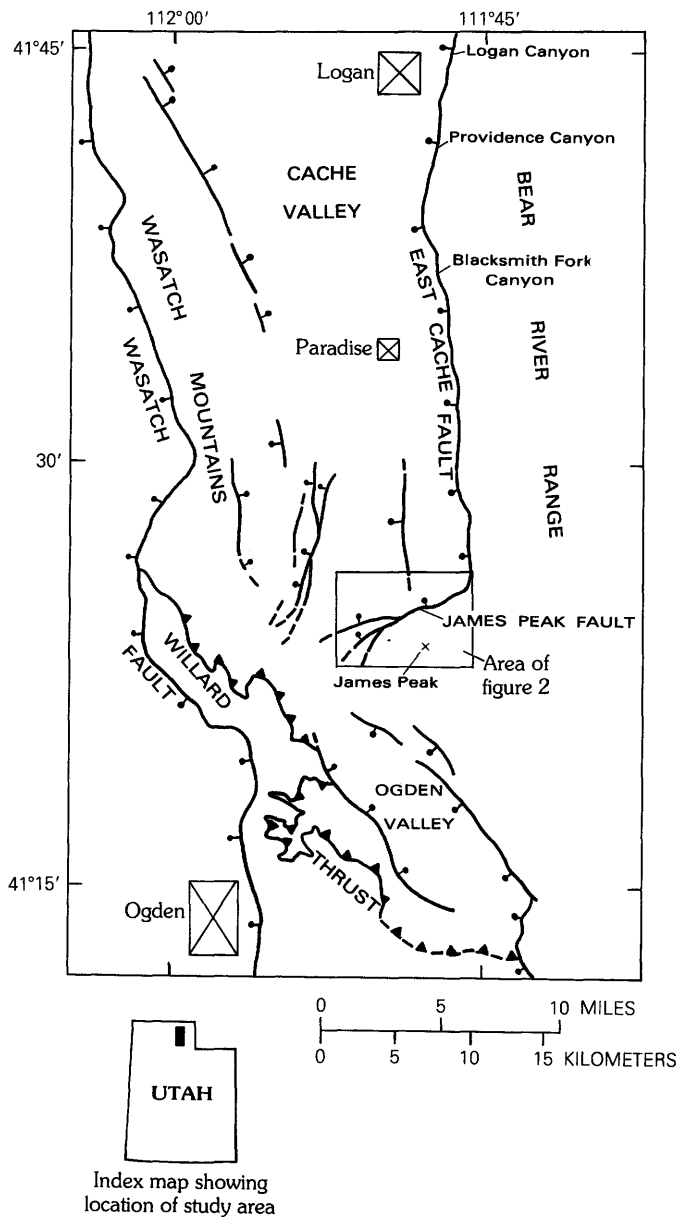 112°00'
111°45'
41°45'
Logan
Logan Canyon
Providence Canyon
CACHE
VALLEY
BEAR
RIVER
RANGE
WASATCH
MOUNTAINS
EAST
CACHE
FAULT
Blacksmith Fork
Canyon
Paradise
WASATCH
FAULT
30'
JAMES PEAK FAULT
James Peak
Area of
figure 2
WILLARD
THRUST
OGDEN
VALLEY
41°15'
Ogden
0 5 10 MILES
0 5 10 15 KILOMETERS
UTAH
Index map showing
location of study area